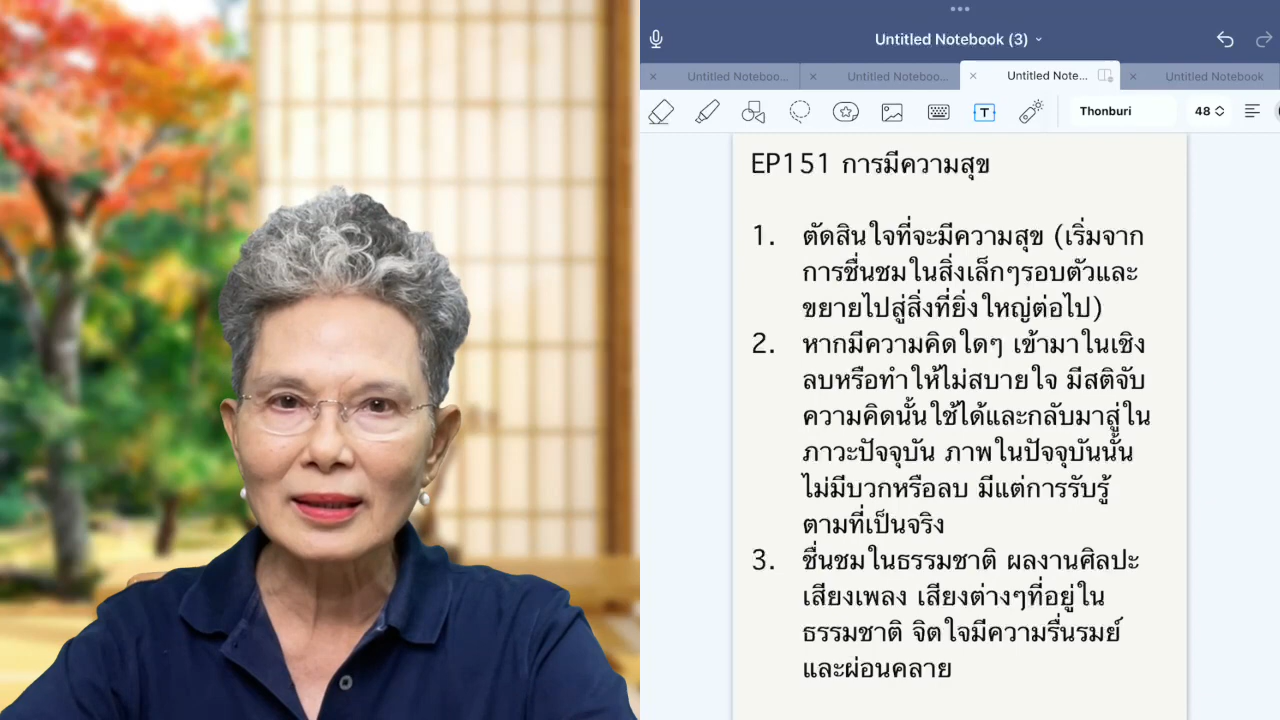 Untitled Notebook (3)
Untitled Noteboo...
Untitled Noteboo...
Untitled Note...
Untitled Notebook
T
Thonburi
48
EP151 การมีความสุข
1. ตัดสินใจที่จะมีความสุข (เริ่มจาก
การชื่นชมในสิ่งเล็กๆรอบตัวและ
ขยายไปสู่สิ่งที่ยิ่งใหญ่ต่อไป)
2. หากมีความคิดใดๆ เข้ามาในเชิง
ลบหรือทำให้ไม่สบายใจ มีสติจับ
ความคิดนั้นใช้ได้และกลับมาสู่ใน
ภาวะปัจจุบัน ภาพในปัจจุบันนั้น
ไม่มีบวกหรือลบ มีแต่การรับรู้
ตามที่เป็นจริง
3. ชื่นชมในธรรมชาติ ผลงานศิลปะ
เสียงเพลง เสียงต่างๆที่อยู่ใน
ธรรมชาติ จิตใจมีความรื่นรมย์
และผ่อนคลาย